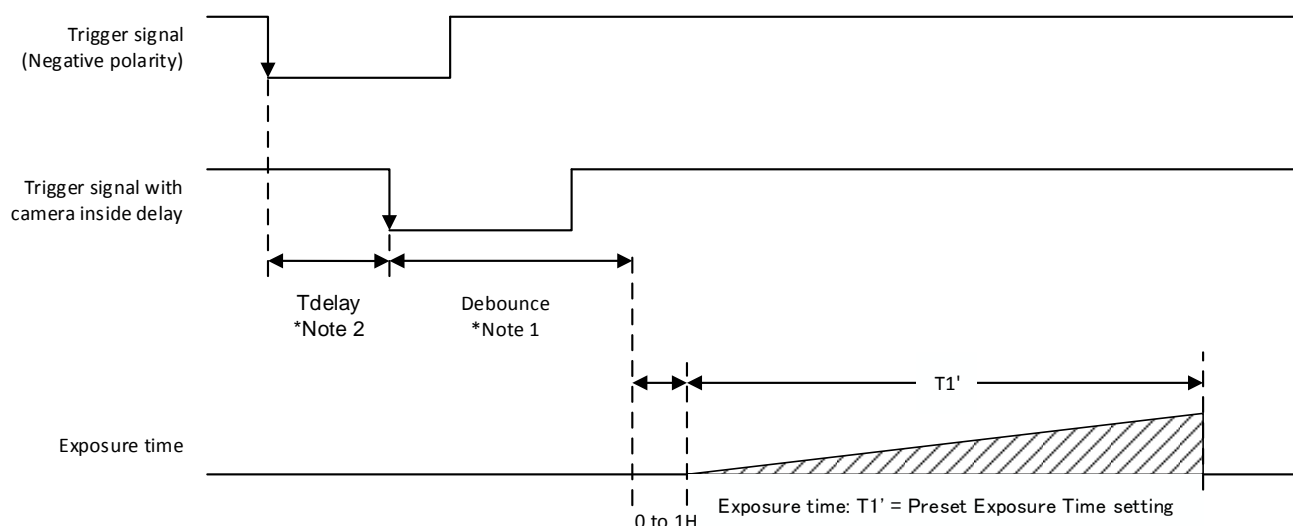 Trigger signal
(Negative polarity)
Trigger signal with
camera inside delay
Tdelay
*Note 2
Debounce
*Note 1
T1'
Exposure time
Exposure time: T1' = Preset Exposure Time setting
0 to 1H